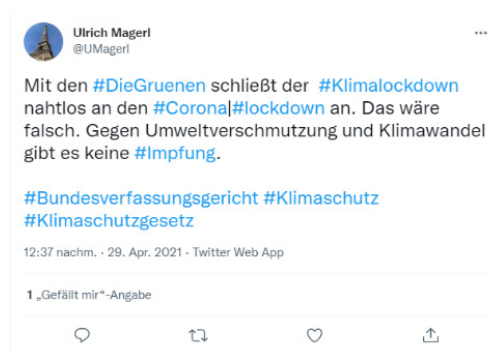 Ulrich Magerl
@UMagerl
Mit den #DieGruenen schließt der #Klimalockdown
nahtlos an den #Corona|#lockdown an. Das wäre
falsch. Gegen Umweltverschmutzung und Klimawandel
gibt es keine #Impfung.
#Bundesverfassungsgericht #Klimaschutz
#Klimaschutzgesetz
12:37 nachm. · 29. Apr. 2021 · Twitter Web App
1 „Gefällt mir“-Angabe